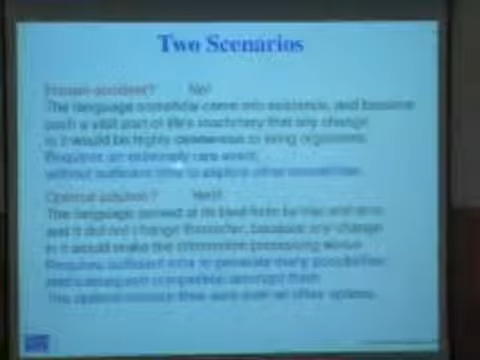 Two Scenarios
Frozen accident? No!
The language somehow came into existence, and became
such a vital part of life's machinery that any change
in it would be highly deleterious to living organisms.
Requires an extremely rare event,
without sufficient time to explore other possibilities.
Optimal solution? Yes!!
The language arrived at its best form by trial and error,
and it did not change thereafter, because any change
in it would make the information processing worse.
Requires sufficient time to generate many possibilities
and subsequent competition amongst them
The optimal solution over all other options.